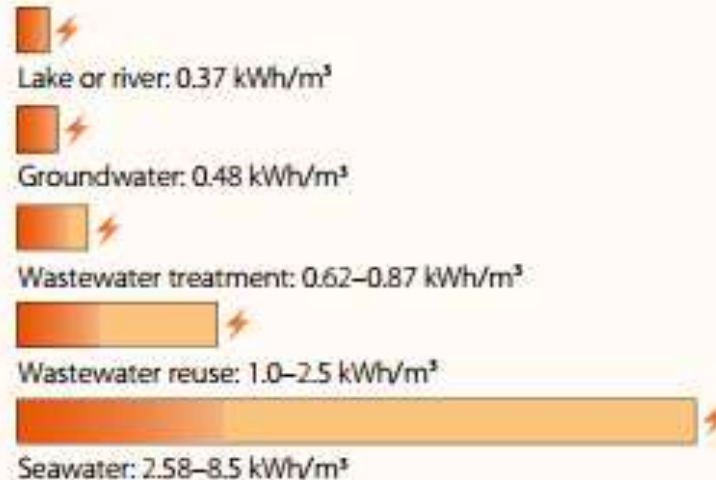 Lake or river: 0.37 kWh/m³
Groundwater: 0.48 kWh/m³
Wastewater treatment: 0.62–0.87 kWh/m³
Wastewater reuse: 1.0–2.5 kWh/m³
Seawater: 2.58–8.5 kWh/m³